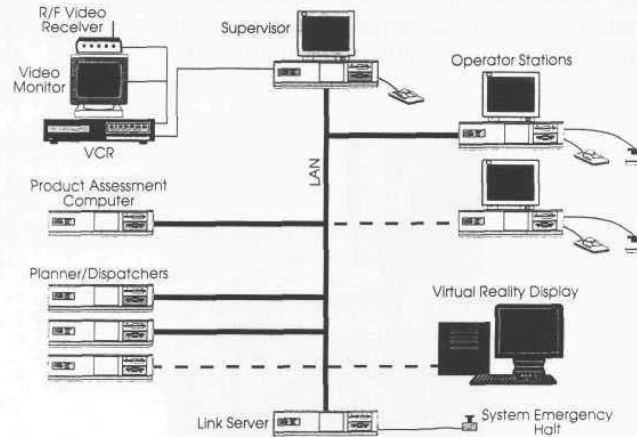 R/F Video
Receiver
Supervisor
Video
Monitor
Operator Stations
VCR
LAN
Product Assessment
Computer
Planner/Dispatchers
Virtual Reality Display
Link Server
System Emergency
Halt